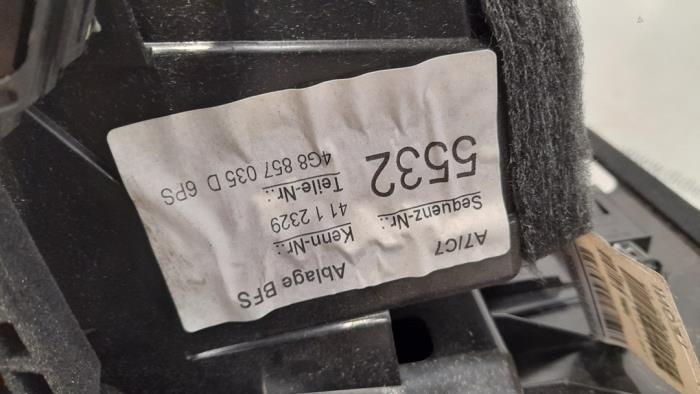 A7/C7 Ablage BFS
Sequenz-Nr.: Kenn-Nr.:
5532 41 1 2329
Teile-Nr.:
4G8 857 035 D 6PS